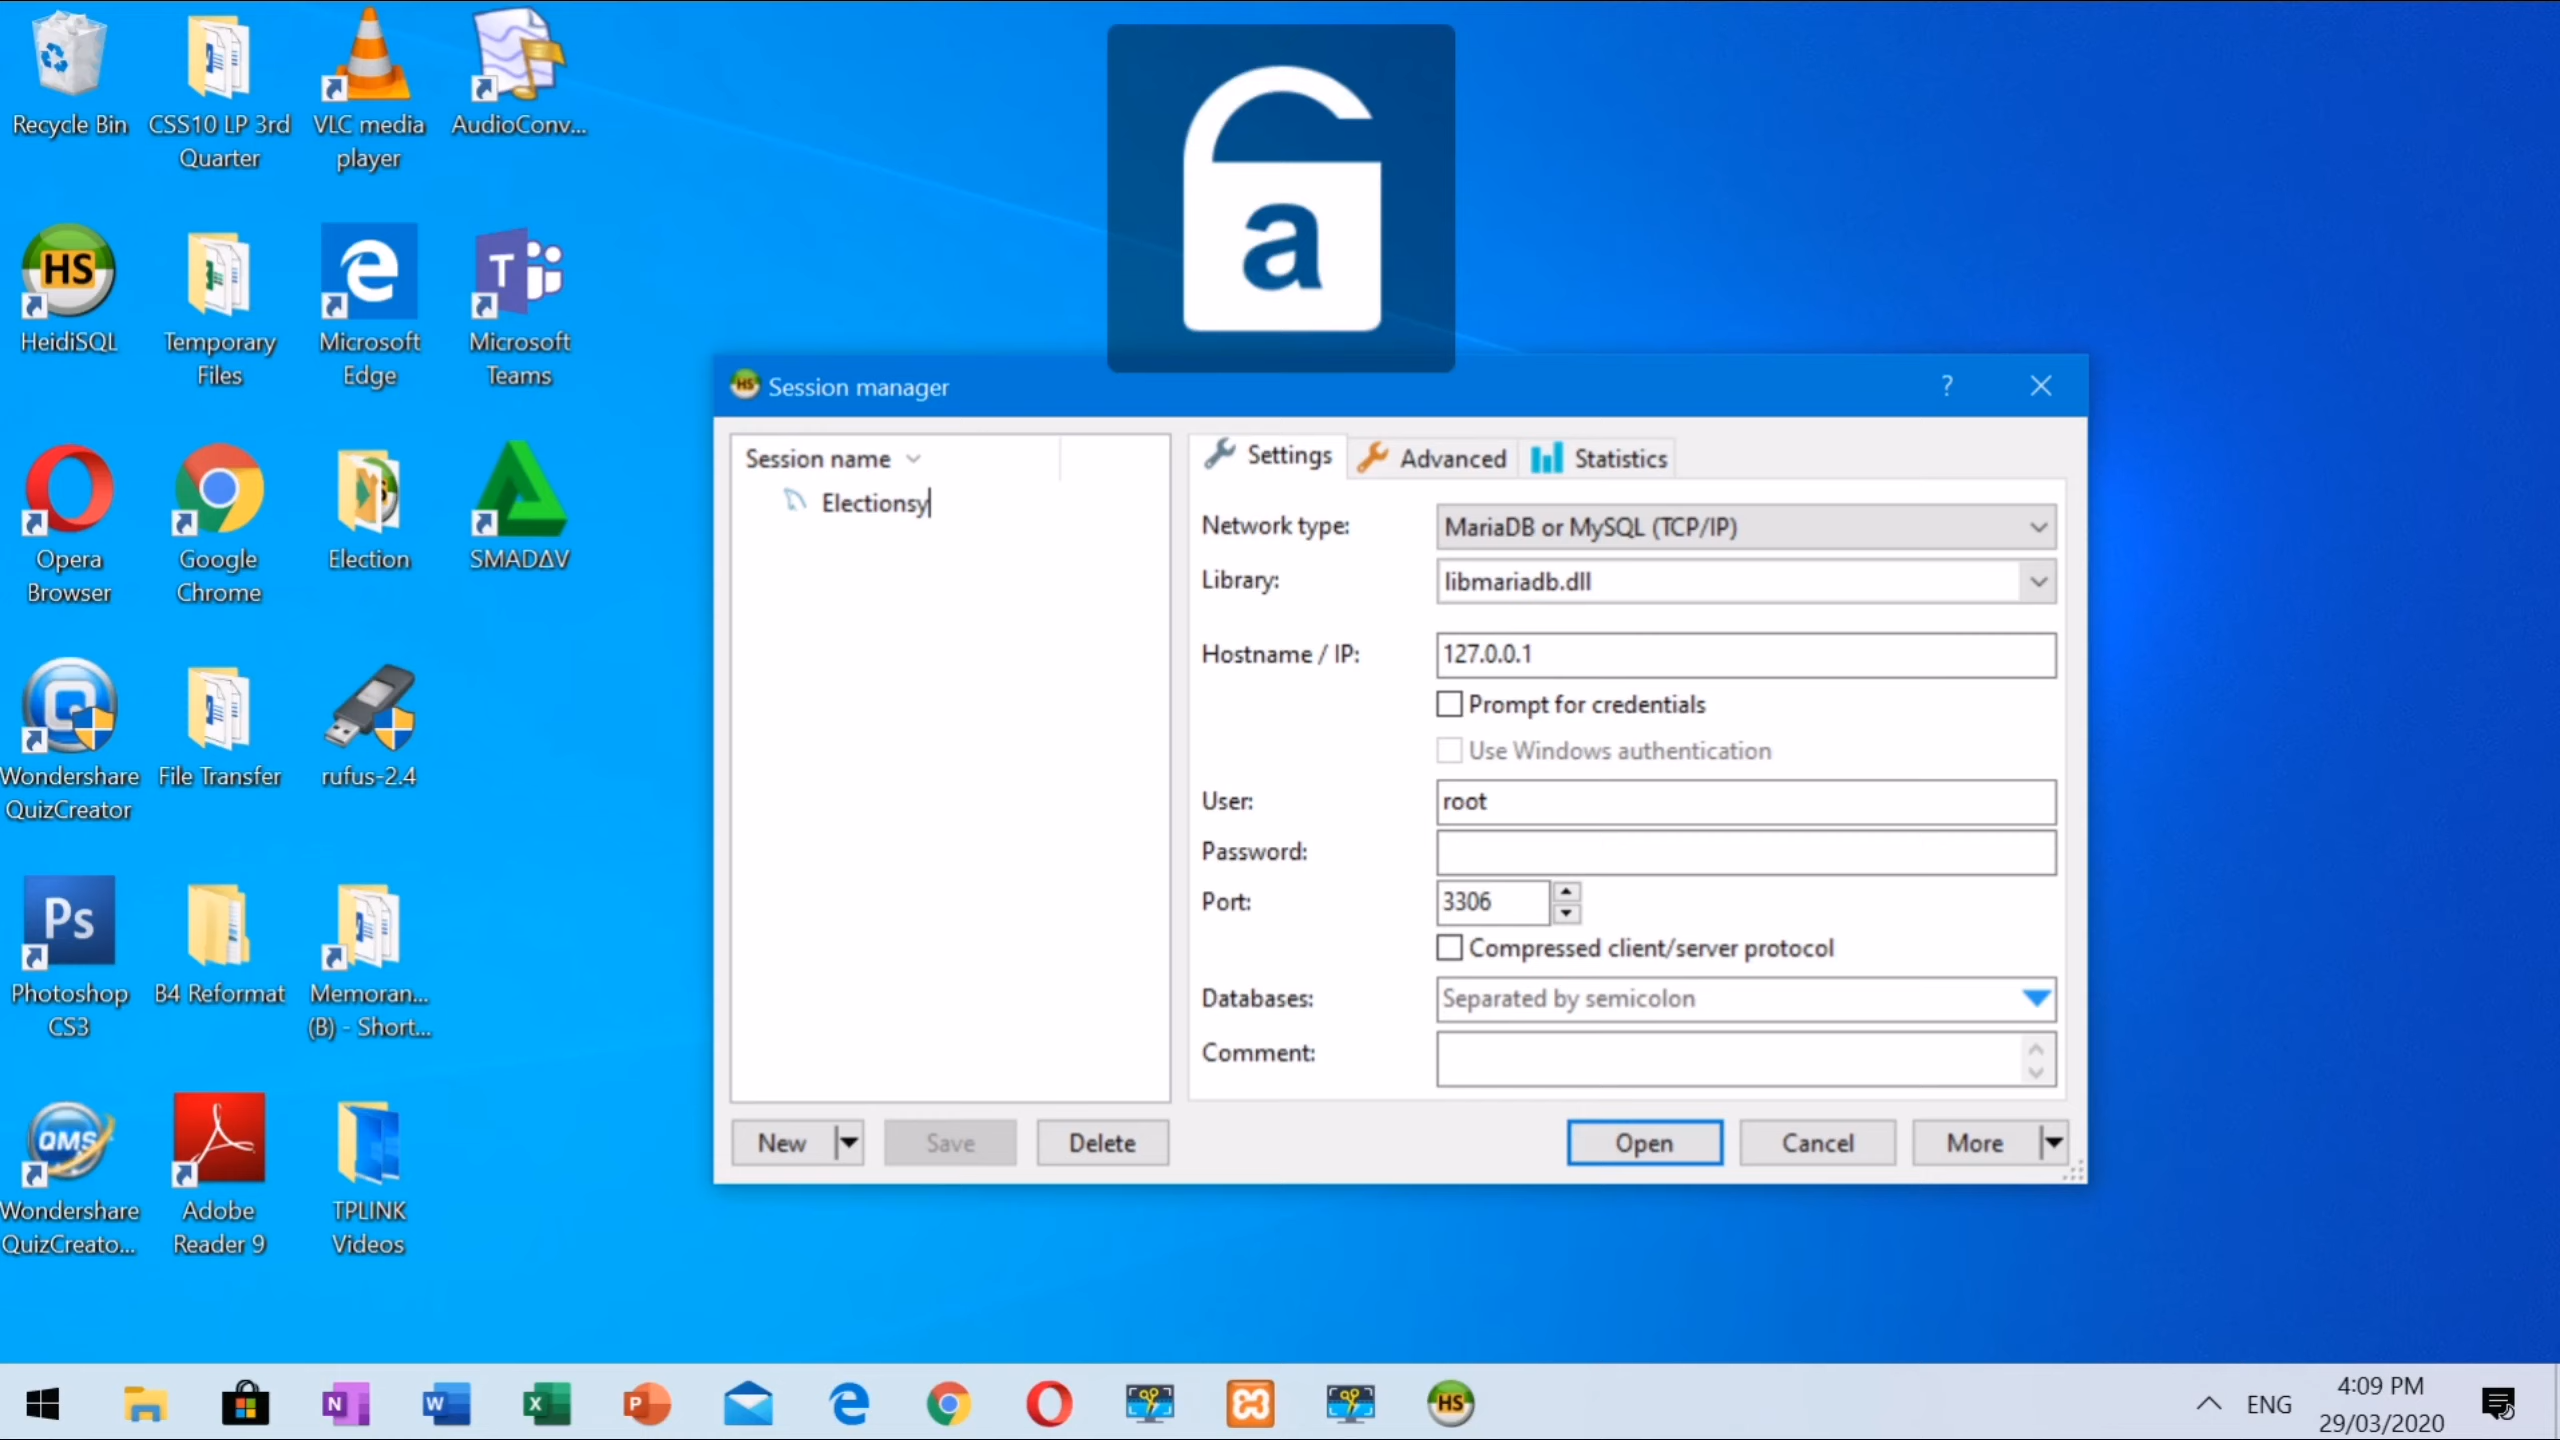 Recycle Bin
CSS10 LP 3rd
Quarter
VLC media
player
AudioConv...
a
HS
HeidiSQL
Temporary
Files
Microsoft
Edge
T
Microsoft
Teams
Opera
Browser
Google
Chrome
Election
SMADΔV
Wondershare
QuizCreator
File Transfer
rufus-2.4
Ps
Photoshop
CS3
B4 Reformat
Memoran...
(B) - Short...
QMS
Wondershare
QuizCreato...
Adobe
Reader 9
TPLINK
Videos
HS Session manager
?
Session name
Electionsy
Settings
Advanced
Statistics
Network type:
MariaDB or MySQL (TCP/IP)
Library:
libmariadb.dll
Hostname / IP:
127.0.0.1
Prompt for credentials
Use Windows authentication
User:
root
Password:
Port:
3306
Compressed client/server protocol
Databases:
Separated by semicolon
Comment:
New
Save
Delete
Open
Cancel
More
N
W
X
P
HS
ENG
4:09 PM
29/03/2020